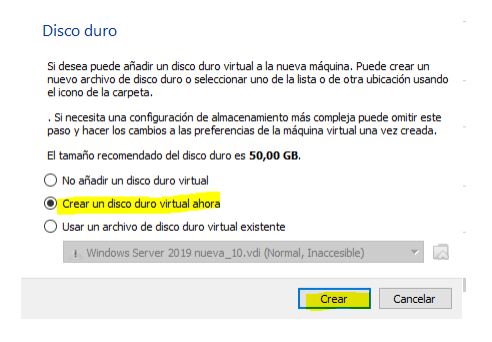 Disco duro
Si desea puede añadir un disco duro virtual a la nueva máquina. Puede crear un
nuevo archivo de disco duro o seleccionar uno de la lista o de otra ubicación usando
el icono de la carpeta.
. Si necesita una configuración de almacenamiento más compleja puede omitir este
paso y hacer los cambios a las preferencias de la máquina virtual una vez creada.
El tamaño recomendado del disco duro es 50,00 GB.
No añadir un disco duro virtual
Crear un disco duro virtual ahora
Usar un archivo de disco duro virtual existente
Windows Server 2019 nueva_10.vdi (Normal, Inaccesible)
Crear Cancelar